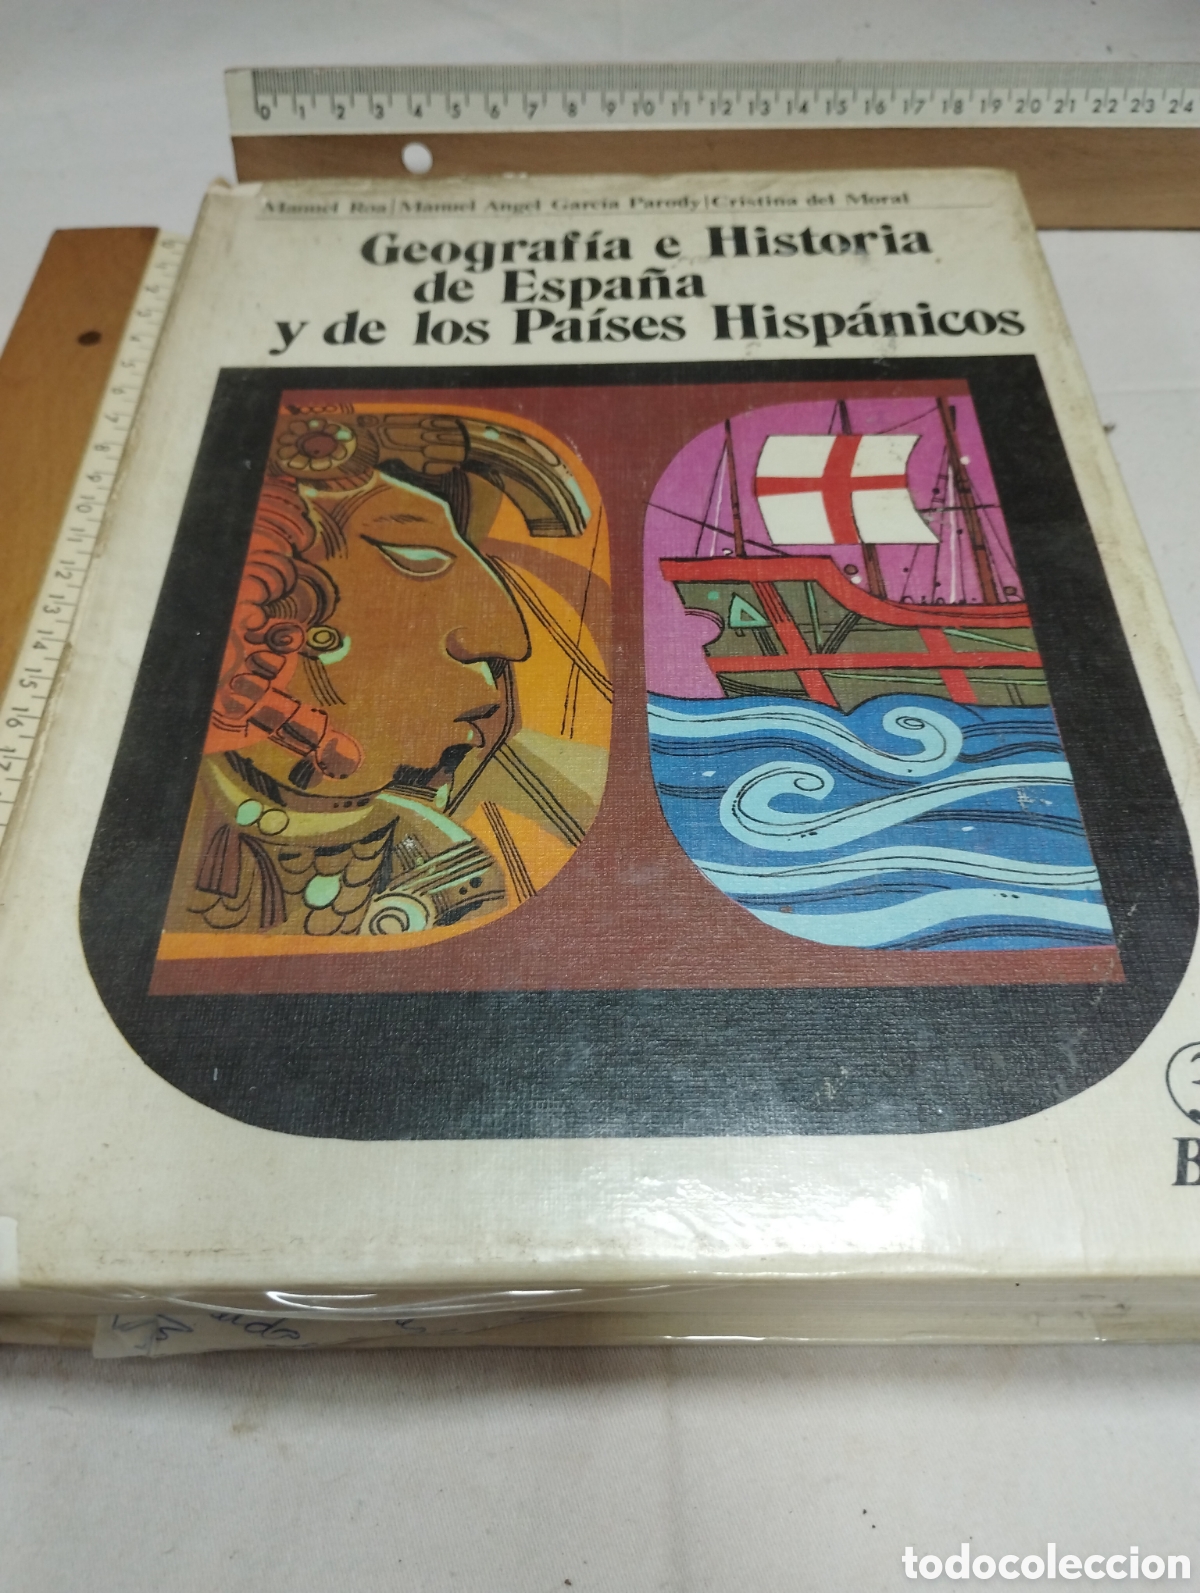 0 1 2 3 4 5 6 7 8 9 10 11 12 13 14 15 16 17 18 19 20 21 22 23 24
Manuel Roa/Manuel Angel García Parody/Cristina del Moral
Geografía e Historia
de España
y de los Países Hispánicos
3
B
todocoleccion